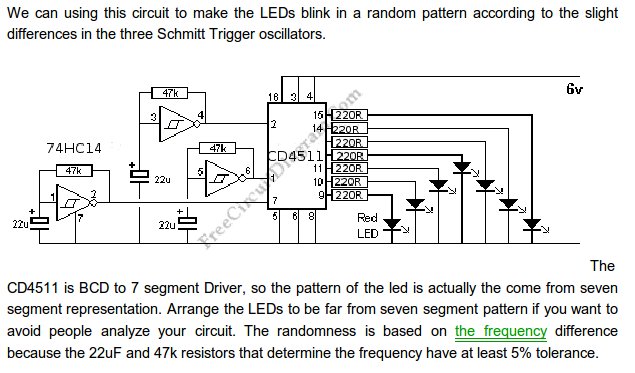 We can using this circuit to make the LEDs blink in a random pattern according to the slight
differences in the three Schmitt Trigger oscillators.
47k
16 3 4
6v
3 4
2
15 220R
14 220R
220R
74HC14
47k
CD4511 220R
47k
11 220R
22u
5 6
1
10 220R
1 2
7
9 220R
22u
7
22u
5 6 8
Red
LED
FreeCircuitDiagram.Com
The
CD4511 is BCD to 7 segment Driver, so the pattern of the led is actually the come from seven
segment representation. Arrange the LEDs to be far from seven segment pattern if you want to
avoid people analyze your circuit. The randomness is based on the frequency difference
because the 22uF and 47k resistors that determine the frequency have at least 5% tolerance.